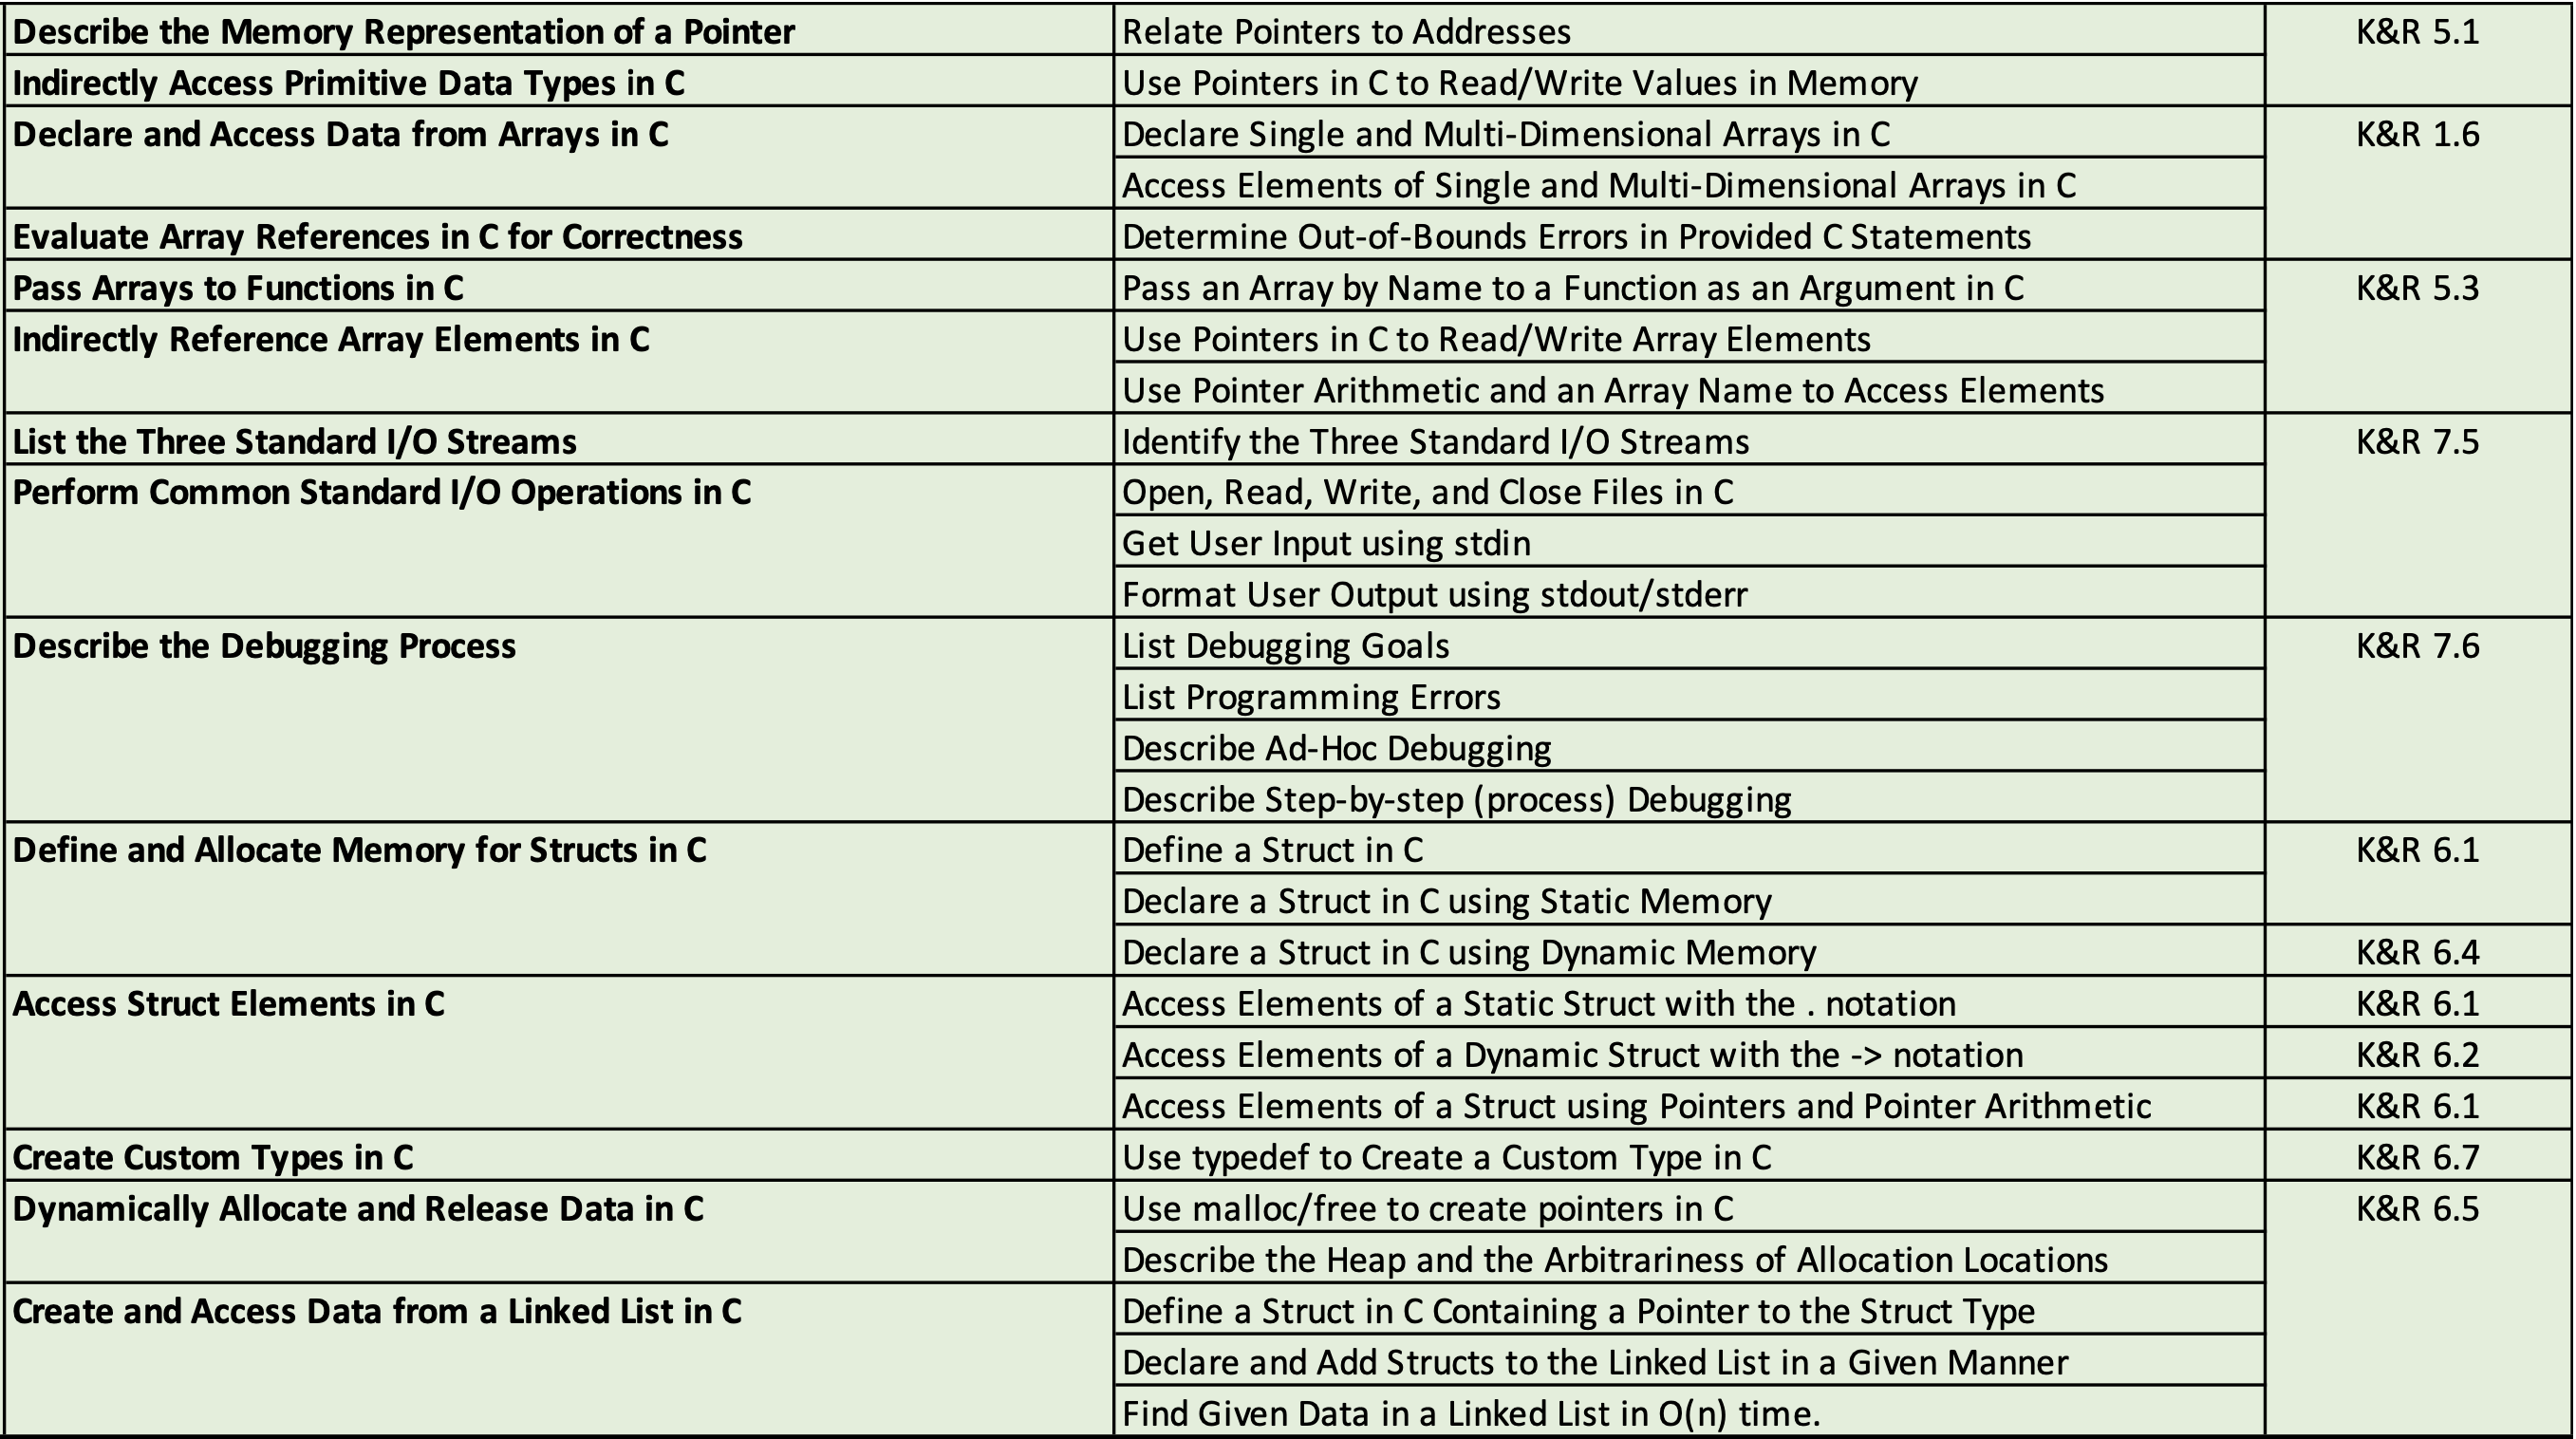 Describe the Memory Representation of a Pointer Relate Pointers to Addresses K&R 5.1
Indirectly Access Primitive Data Types in C Use Pointers in C to Read/Write Values in Memory
Declare and Access Data from Arrays in C Declare Single and Multi-Dimensional Arrays in C K&R 1.6
Access Elements of Single and Multi-Dimensional Arrays in C
Evaluate Array References in C for Correctness Determine Out-of-Bounds Errors in Provided C Statements
Pass Arrays to Functions in C Pass an Array by Name to a Function as an Argument in C K&R 5.3
Indirectly Reference Array Elements in C Use Pointers in C to Read/Write Array Elements
Use Pointer Arithmetic and an Array Name to Access Elements
List the Three Standard I/O Streams Identify the Three Standard I/O Streams K&R 7.5
Perform Common Standard I/O Operations in C Open, Read, Write, and Close Files in C
Get User Input using stdin
Format User Output using stdout/stderr
Describe the Debugging Process List Debugging Goals K&R 7.6
List Programming Errors
Describe Ad-Hoc Debugging
Describe Step-by-step (process) Debugging
Define and Allocate Memory for Structs in C Define a Struct in C K&R 6.1
Declare a Struct in C using Static Memory
Declare a Struct in C using Dynamic Memory K&R 6.4
Access Struct Elements in C Access Elements of a Static Struct with the . notation K&R 6.1
Access Elements of a Dynamic Struct with the -> notation K&R 6.2
Access Elements of a Struct using Pointers and Pointer Arithmetic K&R 6.1
Create Custom Types in C Use typedef to Create a Custom Type in C K&R 6.7
Dynamically Allocate and Release Data in C Use malloc/free to create pointers in C K&R 6.5
Describe the Heap and the Arbitrariness of Allocation Locations
Create and Access Data from a Linked List in C Define a Struct in C Containing a Pointer to the Struct Type
Declare and Add Structs to the Linked List in a Given Manner
Find Given Data in a Linked List in O(n) time.